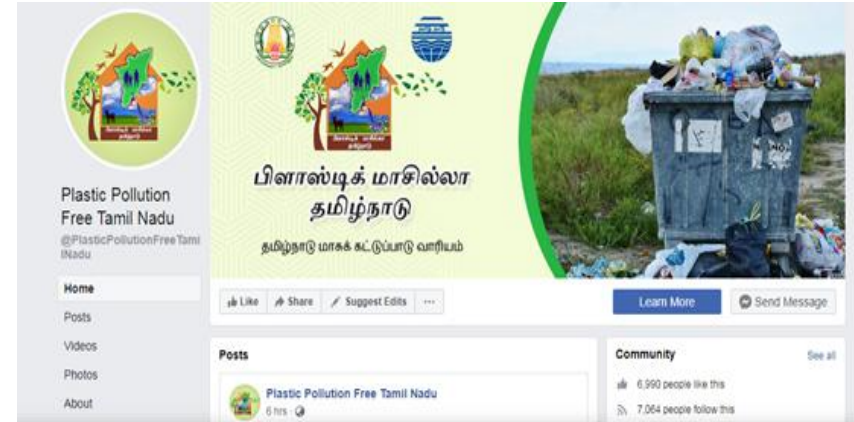 பிளாஸ்டிக் மாசில்லா
தமிழ்நாடு
தமிழ்நாடு மாசுக் கட்டுப்பாடு வாரியம்
Plastic Pollution
Free Tamil Nadu
@PlasticPollutionFreeTami
lNadu
Home
Posts
Videos
Photos
About
Like Share Suggest Edits ...
Learn More Send Message
Posts
Plastic Pollution Free Tamil Nadu
6 hrs
Community See all
6,990 people like this
7,064 people follow this